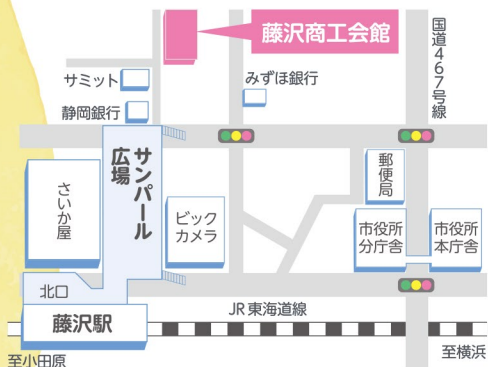 藤沢商工会館
国道467号線
サミット
みずほ銀行
静岡銀行
サンパール
広場
さいか屋
ビック
カメラ
郵便局
市役所
分庁舎
市役所
本庁舎
北口
藤沢駅
JR東海道線
至小田原
至横浜